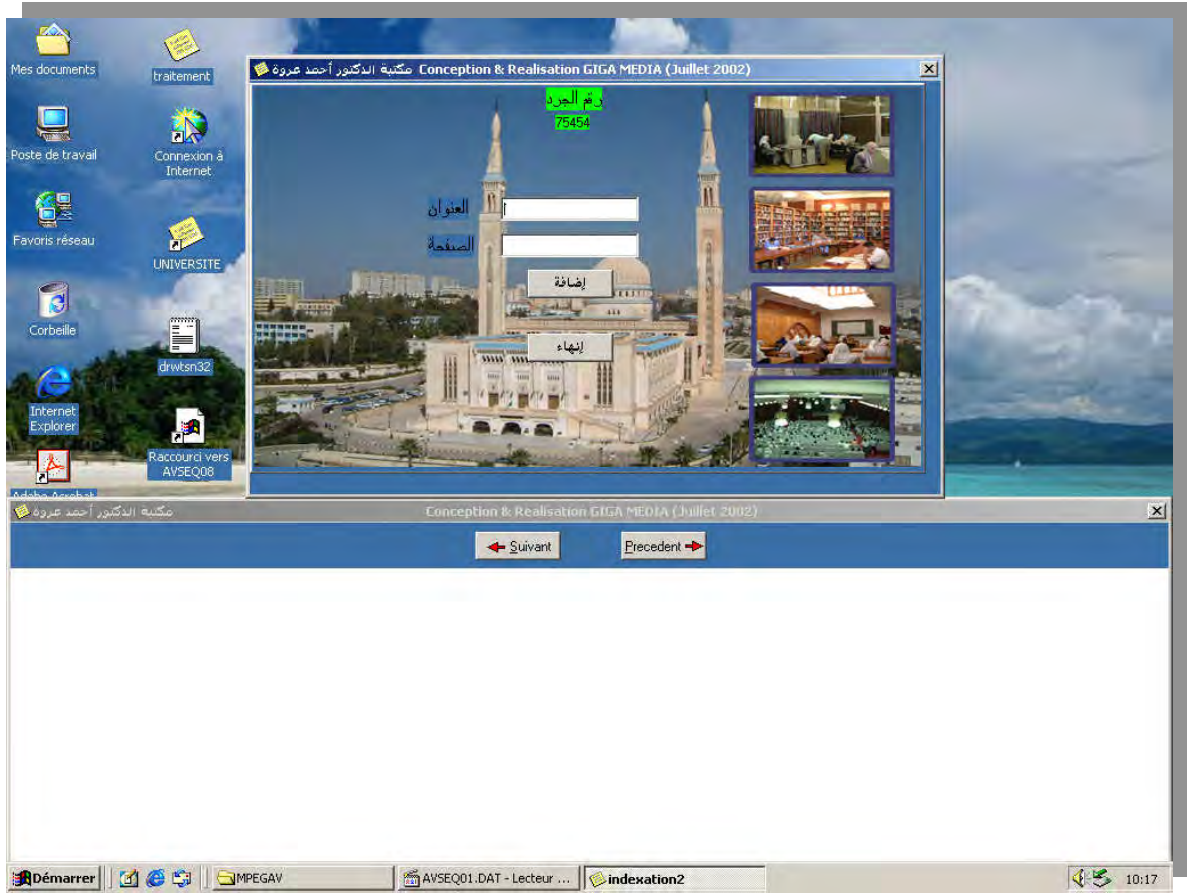 Mes documents
traitement
Poste de travail
Connexion à
Internet
Favoris réseau
UNIVERSITE
Corbeille
drwtsn32
Internet
Explorer
Raccourci vers
AVSEQ08
Adobe Acrobat
مكتبة الدكتور أحمد عروة Conception & Realisation GIGA MEDIA (Juillet 2002)
رقم الجرد
75454
العنوان
الصفحة
إضافة
إنهاء
مكتبة الدكتور أحمد عروة Conception & Realisation GIGA MEDIA (Juillet 2002)
Suivant
Precedent
Démarrer
MPEGAV
AVSEQ01.DAT - Lecteur ...
indexation2
10:17